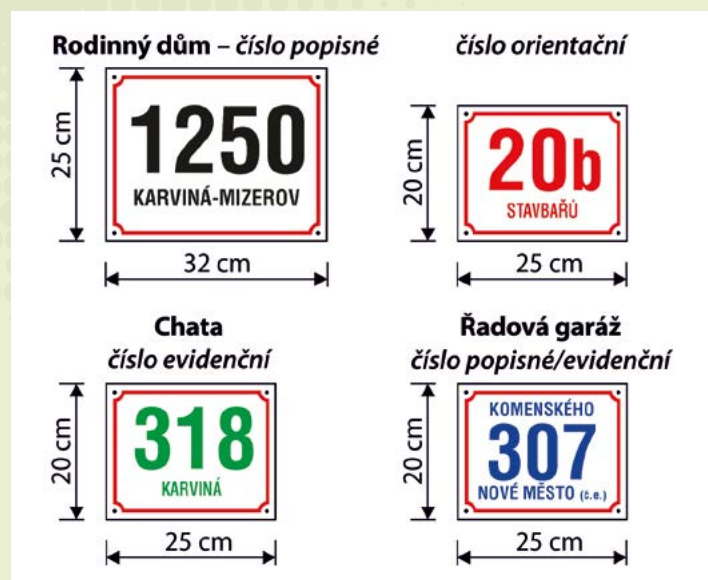 Rodinný dům – číslo popisné
25 cm
1250
KARVINÁ-MIZEROV
32 cm
číslo orientační
20 cm
20b
STAVBAŘŮ
25 cm
Chata
číslo evidenční
20 cm
318
KARVINÁ
25 cm
Řadová garáž
číslo popisné/evidenční
20 cm
KOMENSKÉHO
307
NOVÉ MĚSTO (č.e.)
25 cm